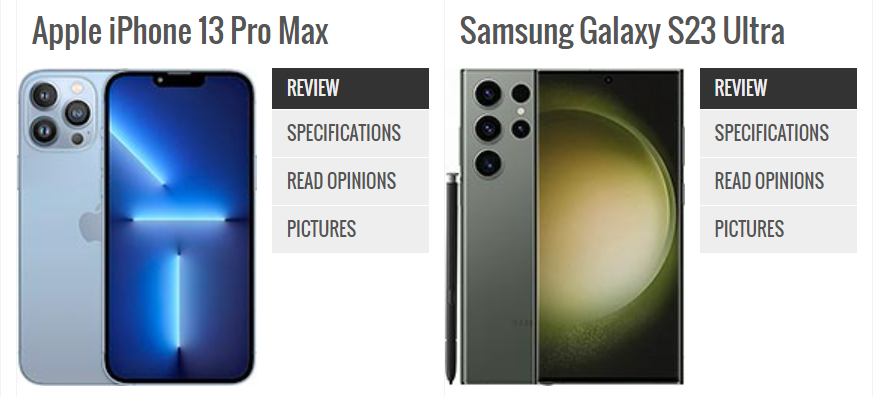 Apple iPhone 13 Pro Max
REVIEW
SPECIFICATIONS
READ OPINIONS
PICTURES
Samsung Galaxy S23 Ultra
REVIEW
SPECIFICATIONS
READ OPINIONS
PICTURES